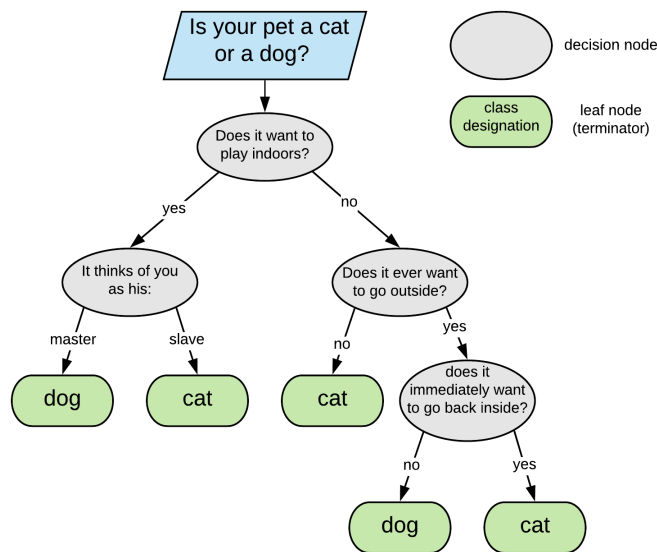 Is your pet a cat
or a dog?
decision node
class
designation
leaf node
(terminator)
Does it want to
play indoors?
yes
no
It thinks of you
as his:
Does it ever want
to go outside?
master
slave
no
yes
dog
cat
cat
does it
immediately want
to go back inside?
no
yes
dog
cat